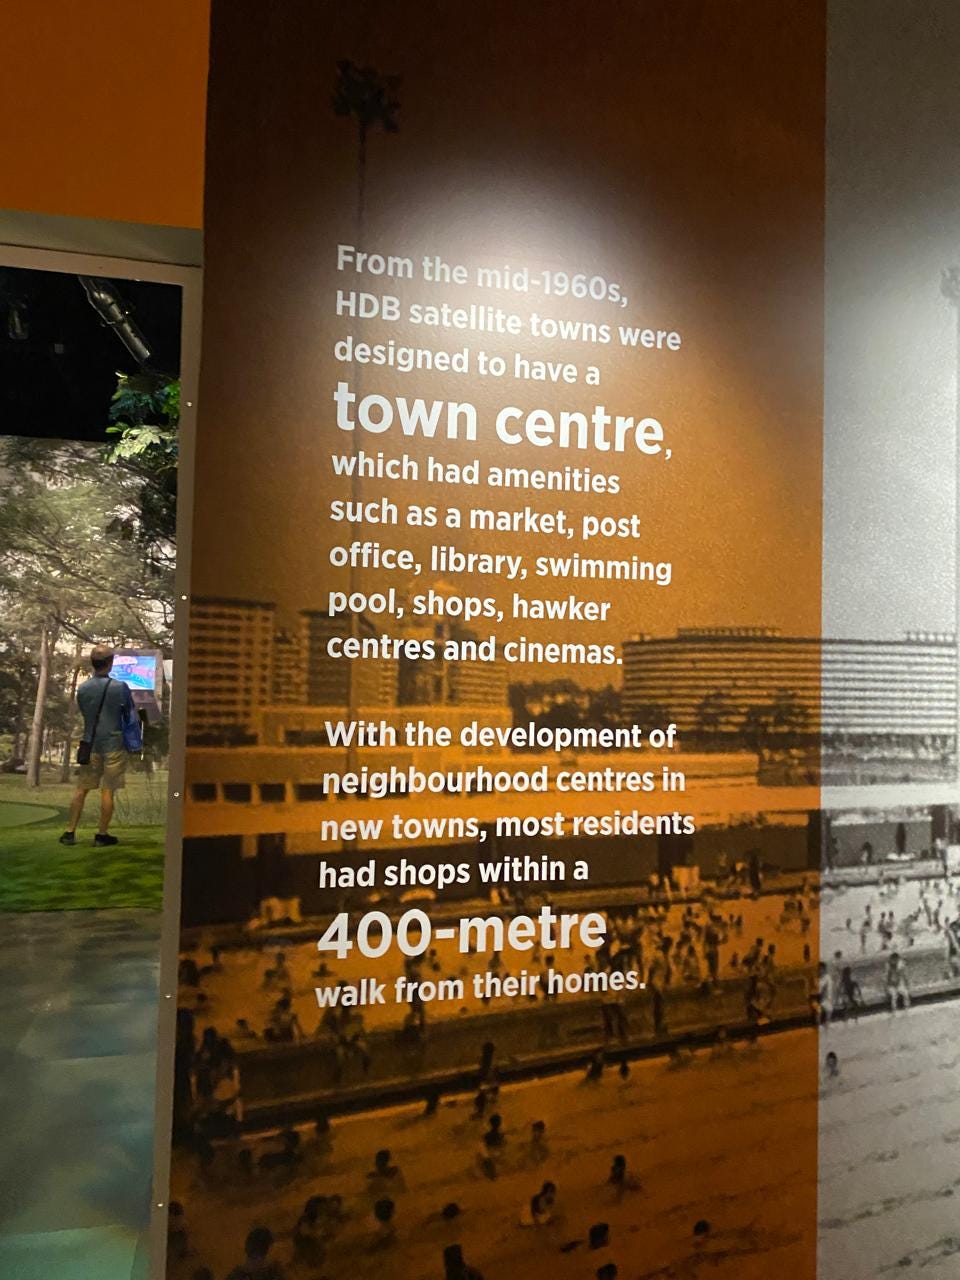 From the mid-1960s,
HDB satellite towns were
designed to have a
town centre,
which had amenities
such as a market, post
office, library, swimming
pool, shops, hawker
centres and cinemas.
With the development of
neighbourhood centres in
new towns, most residents
had shops within a
400-metre
walk from their homes.